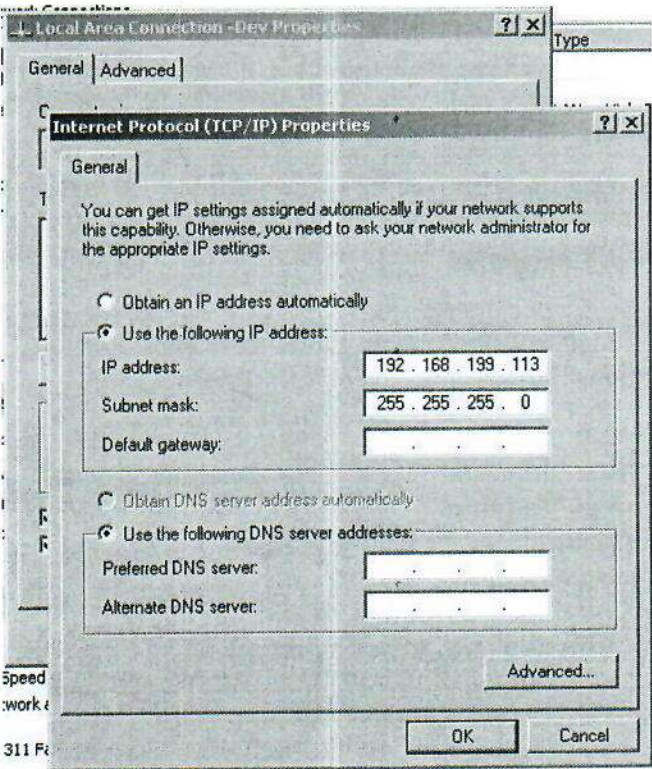 Local Area Connection -Dev Properties
Type
General
Advanced
Internet Protocol (TCP/IP) Properties
General
You can get IP settings assigned automatically if your network supports
this capability. Otherwise, you need to ask your network administrator for
the appropriate IP settings.
Obtain an IP address automatically
Use the following IP address:
IP address: 192 . 168 . 199 . 113
Subnet mask: 255 . 255 . 255 . 0
Default gateway: . . .
Obtain DNS server address automatically
Use the following DNS server addresses:
Preferred DNS server: . . .
Alternate DNS server: . . .
Advanced...
Speed
311
OK
Cancel